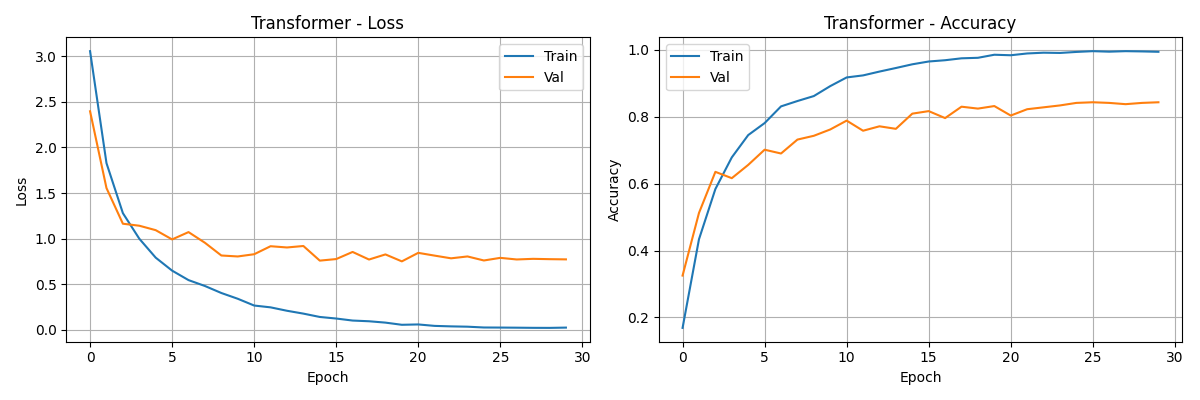 Transformer - Loss
3.0
2.5
2.0
1.5
1.0
0.5
0.0
Loss
0 5 10 15 20 25 30
Epoch
Train
Val
Transformer - Accuracy
1.0
0.8
0.6
0.4
0.2
Accuracy
0 5 10 15 20 25 30
Epoch
Train
Val